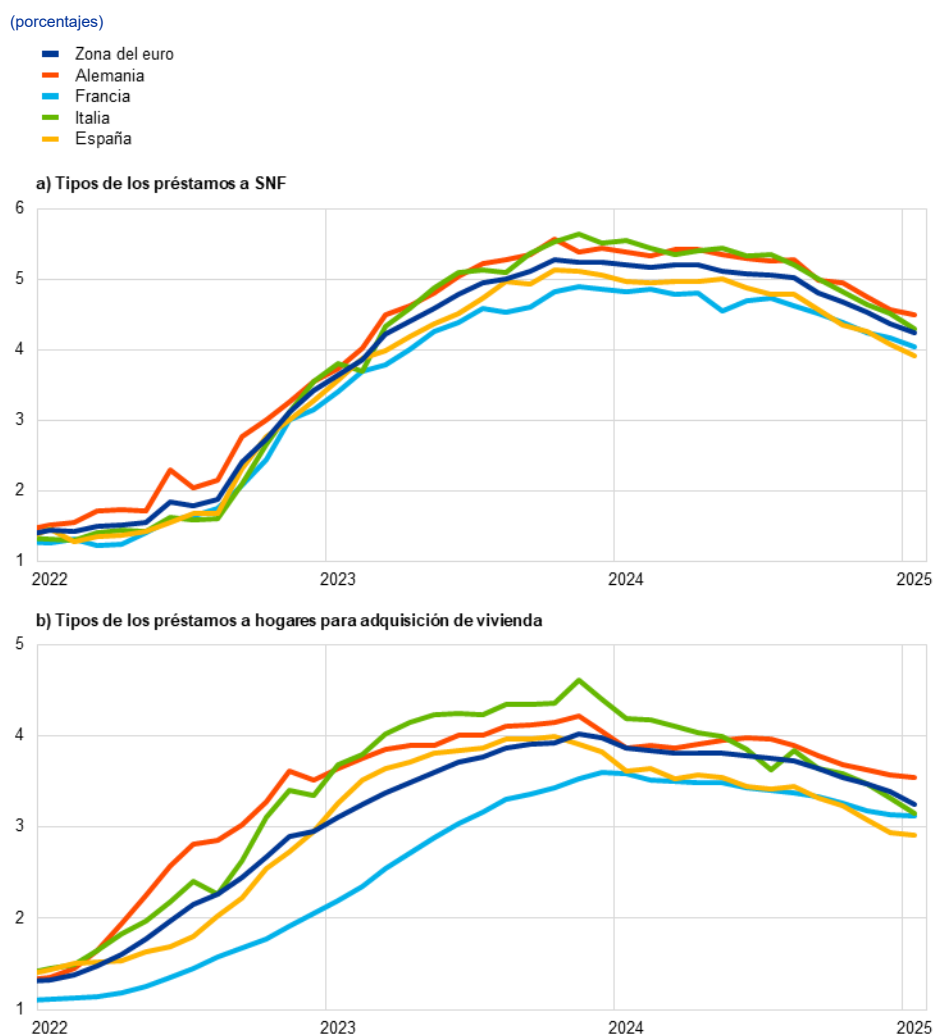 (porcentajes)
Zona del euro
Alemania
Francia
Italia
España
a) Tipos de los préstamos a SNF
6
5
4
3
2
1
2022 2023 2024 2025
b) Tipos de los préstamos a hogares para adquisición de vivienda
5
4
3
2
1
2022 2023 2024 2025